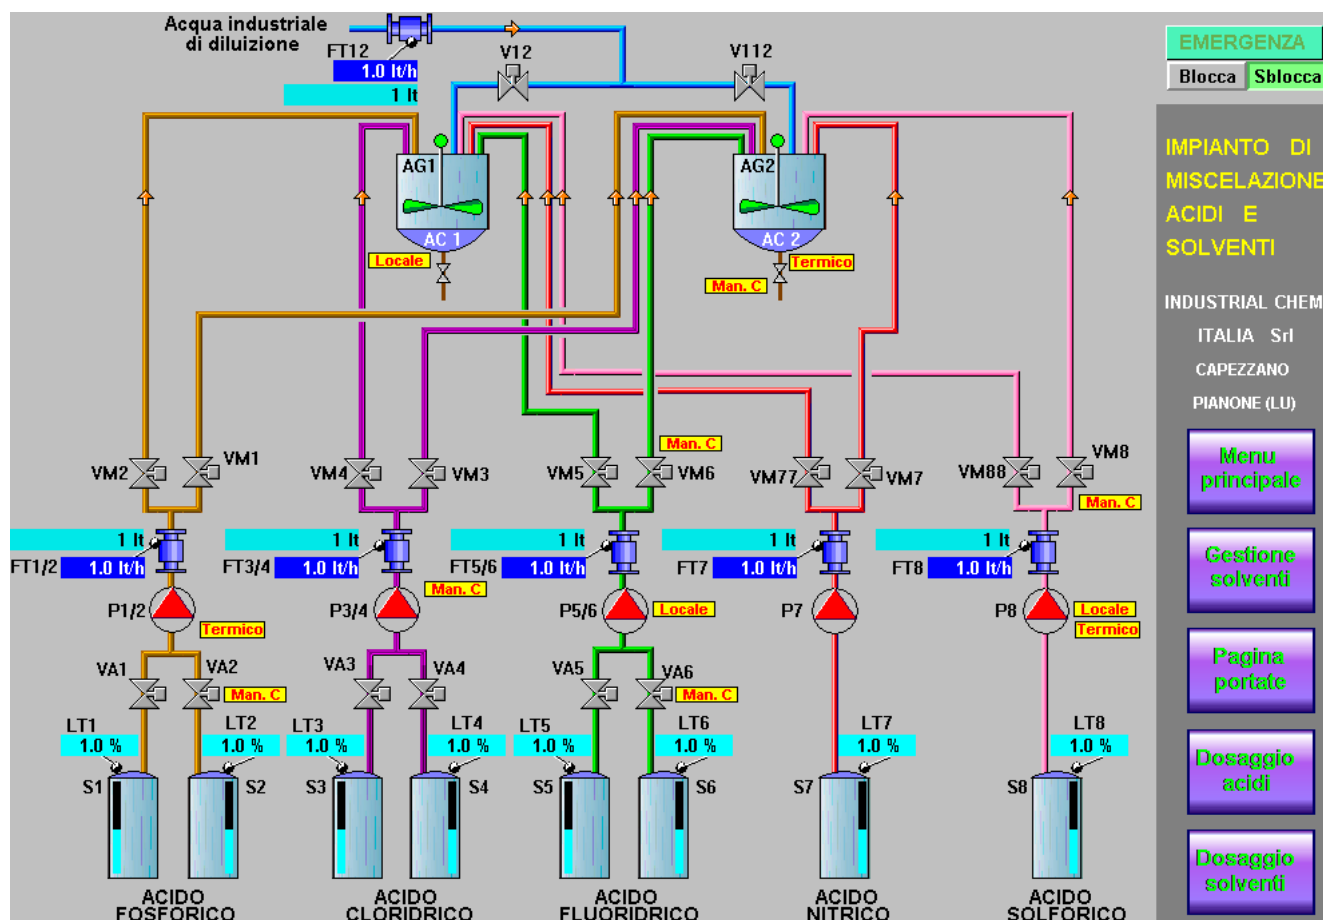 Acqua industriale
di diluizione
FT12
1.0 lt/h
1 lt
V12
V112
EMERGENZA
Blocca Sblocca
IMPIANTO DI
MISCELAZIONE
ACIDI E
SOLVENTI
AG1
AC 1
Locale
AG2
AC 2
Termico
Man. C
INDUSTRIAL CHEM
ITALIA Srl
CAPEZZANO
PIANONE (LU)
VM2 VM1 VM4 VM3 VM5 Man. C VM6 VM77 VM7 VM88 VM8
Man. C
Menu
principale
1 lt 1 lt 1 lt 1 lt 1 lt
FT1/2 1.0 lt/h FT3/4 1.0 lt/h FT5/6 1.0 lt/h FT7 1.0 lt/h FT8 1.0 lt/h
Gestione
solventi
Man. C
P1/2 P3/4 P5/6 Locale P7 P8 Locale
Termico Termico
VA1 VA2 VA3 VA4 VA5 VA6
Man. C Man. C
Pagina
portate
LT1 LT2 LT3 LT4 LT5 LT6 LT7 LT8
1.0 % 1.0 % 1.0 % 1.0 % 1.0 % 1.0 % 1.0 % 1.0 %
S1 S2 S3 S4 S5 S6 S7 S8
Dosaggio
acidi
Dosaggio
solventi
ACIDO
FOSFORICO
ACIDO
CLORIDRICO
ACIDO
FLUORIDRICO
ACIDO
NITRICO
ACIDO
SOLFORICO